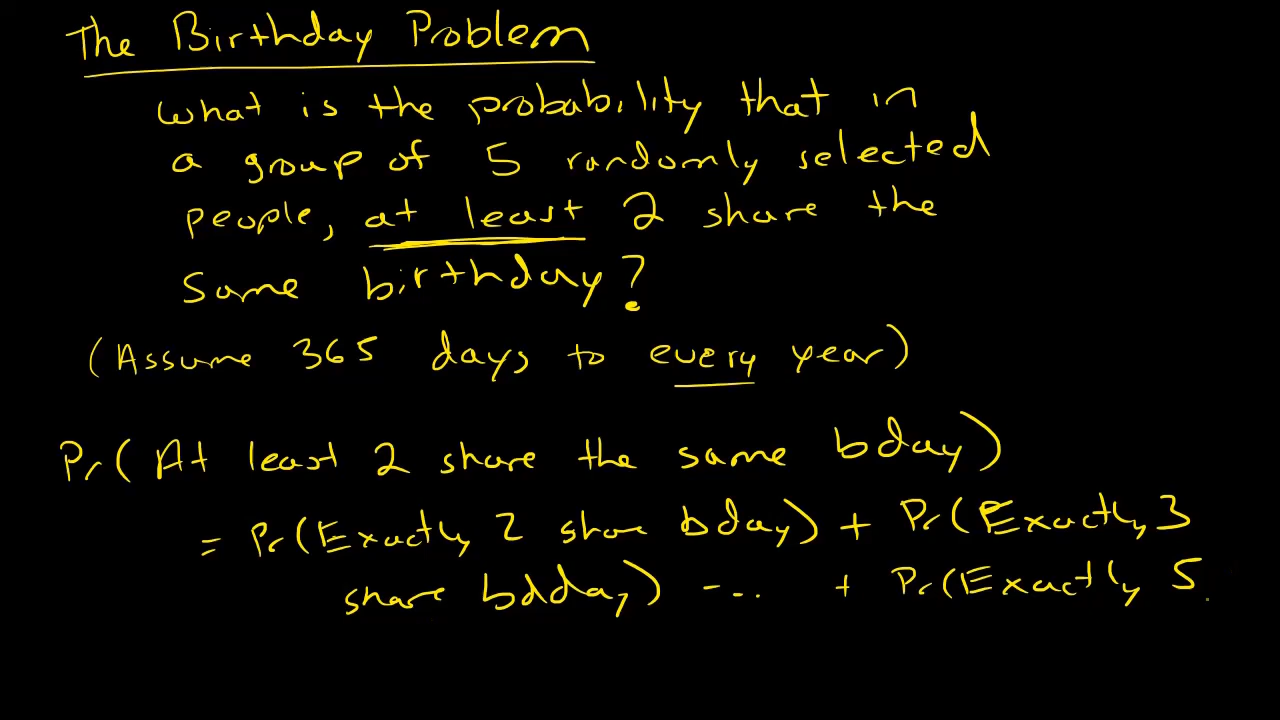 The Birthday Problem
What is the probability that in
a group of 5 randomly selected
people, at least 2 share the
same birthday?
(Assume 365 days to every year)
Pr(At least 2 share the same bday)
= Pr(Exactly 2 share bday) + Pr(Exactly 3
share bdday) --.. + Pr(Exactly 5